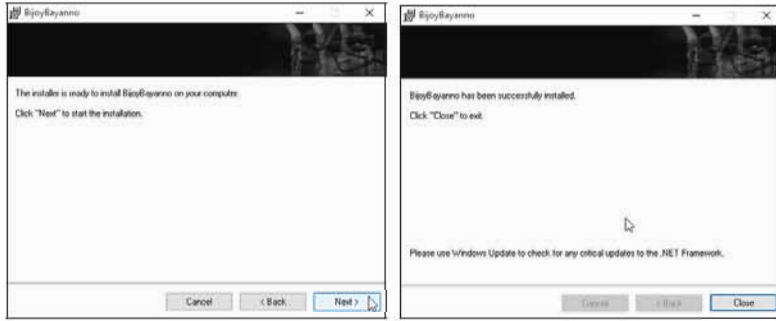 BijoyBayanno
The installer is ready to install BijoyBayanno on your computer.
Click "Next" to start the installation.
Cancel
< Back
Next >
BijoyBayanno
BijoyBayanno has been successfully installed.
Click "Close" to exit.
Please use Windows Update to check for any critical updates to the .NET Framework.
Cancel
< Back
Close